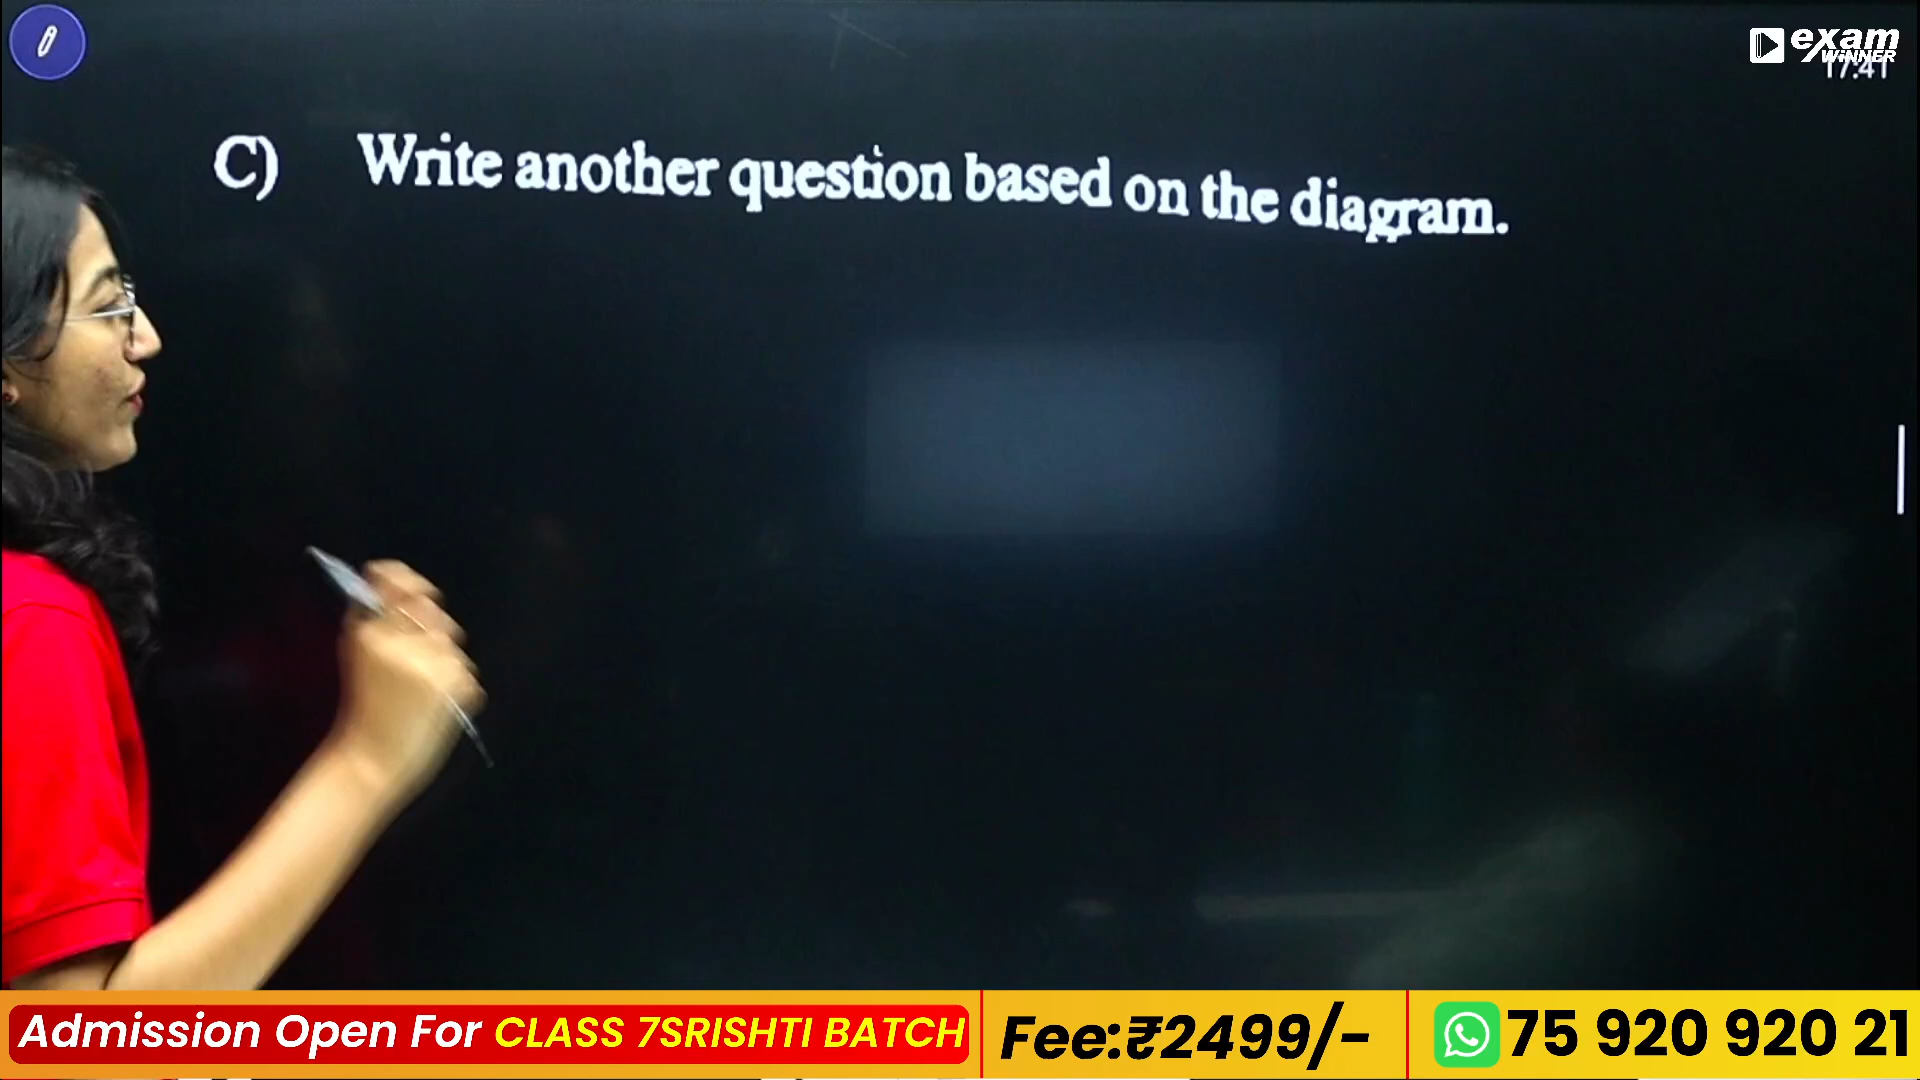 exam
WINNER
17:41
C) Write another question based on the diagram.
Admission Open For CLASS 7SRISHTI BATCH
Fee:₹2499/-
75 920 920 21